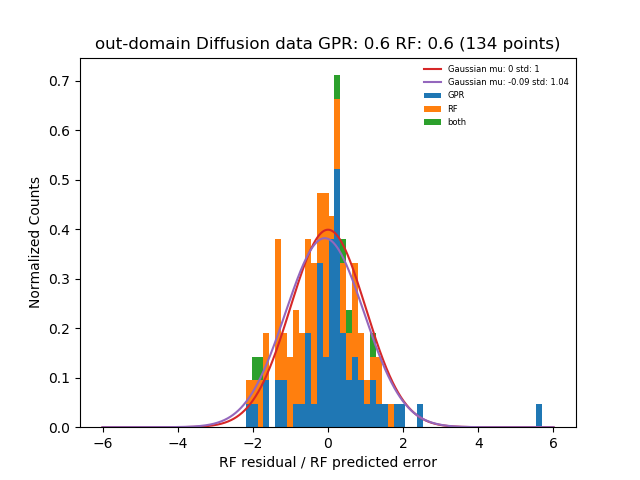 out-domain Diffusion data GPR: 0.6 RF: 0.6 (134 points)
Gaussian mu: 0 std: 1
Gaussian mu: -0.09 std: 1.04
GPR
RF
both
Normalized Counts
0.7
0.6
0.5
0.4
0.3
0.2
0.1
0.0
−6 −4 −2 0 2 4 6
RF residual / RF predicted error